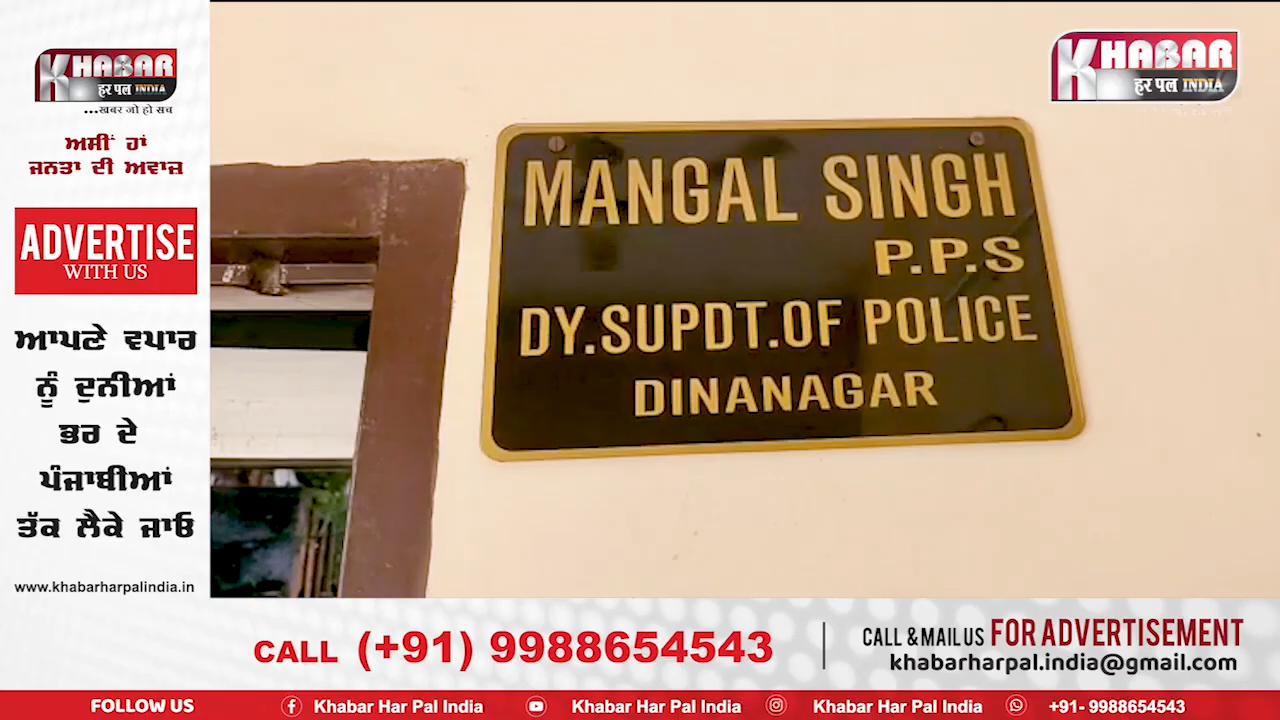 KHABAR
हर पल INDIA
...खबर जो हो सच
ਅਸੀਂ ਹਾਂ
ਜਨਤਾ ਦੀ ਅਵਾਜ਼
ADVERTISE
WITH US
ਆਪਣੇ ਵਪਾਰ
ਨੂੰ ਦੁਨੀਆਂ
ਭਰ ਦੇ
ਪੰਜਾਬੀਆਂ
ਤੱਕ ਲੈਕੇ ਜਾਓ
www.khabarharpalindia.in
KHABAR
हर पल INDIA
MANGAL SINGH
P.P.S
DY.SUPDT.OF POLICE
DINANAGAR
CALL (+91) 9988654543
CALL & MAIL US FOR ADVERTISEMENT
khabarharpal.india@gmail.com
FOLLOW US Khabar Har Pal India Khabar Har Pal India Khabar Har Pal India +91- 9988654543